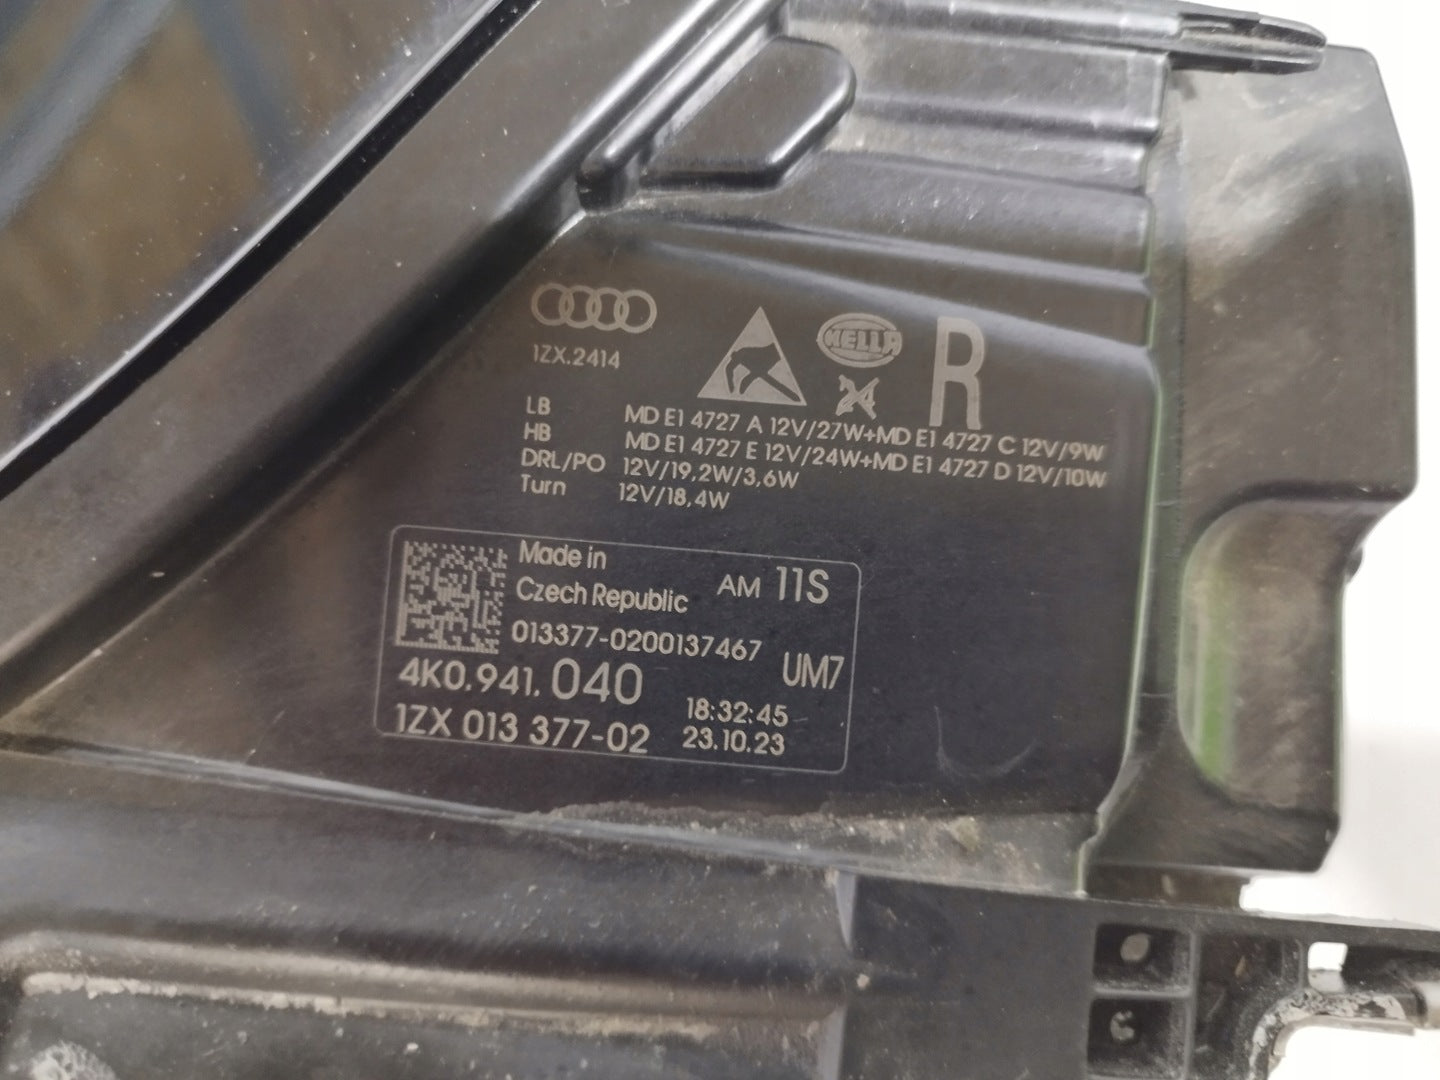 1ZX.2414
HELLA
24
R
LB MD E1 4727 A 12V/27W+MD E1 4727 C 12V/9W
HB MD E1 4727 E 12V/24W+MD E1 4727 D 12V/10W
DRL/PO 12V/19,2W/3,6W
Turn 12V/18,4W
Made in
Czech Republic AM 11S
013377-0200137467
4K0.941.040 UM7
18:32:45
1ZX 013 377-02 23.10.23